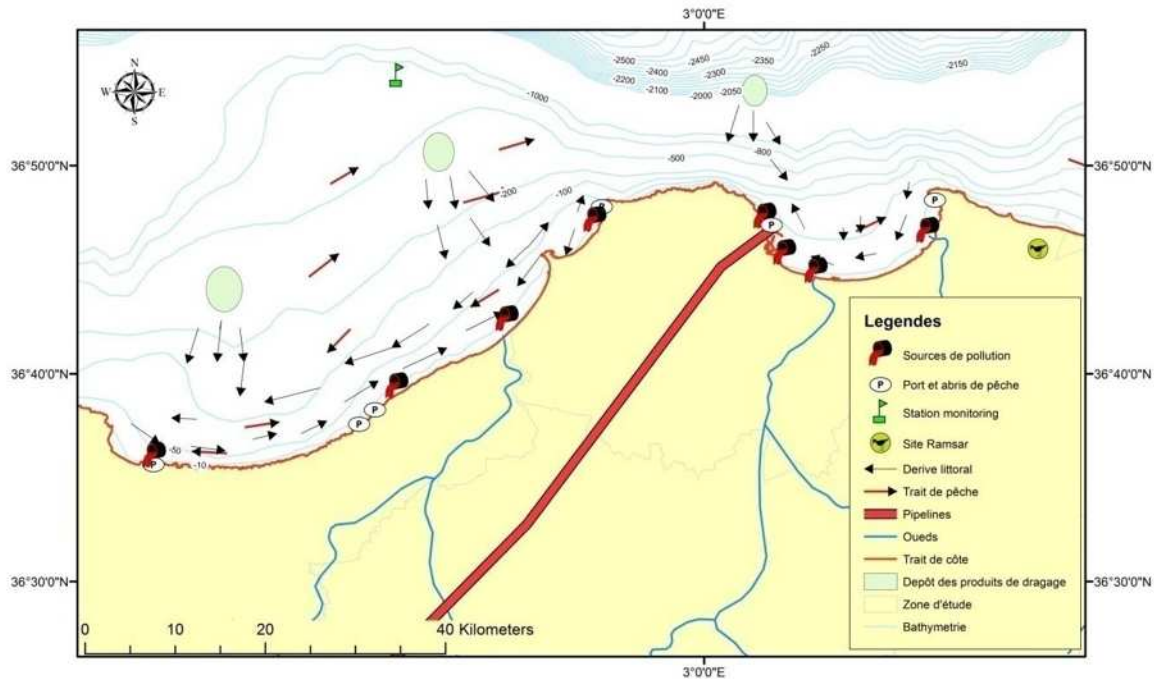 3°0'0"E
N
W E
S
-2500
-2450
-2250
-2400
-2350
-2150
-2200
-2300
-2100
-2000
-2050
-1000
36°50'0"N
36°50'0"N
-500
-800
-200
-100
P
P
P
Legendes
Sources de pollution
P
Port et abris de pêche
Station monitoring
Site Ramsar
36°40'0"N
36°40'0"N
P
P
-50
-10
P
Derive littoral
Trait de pêche
Pipelines
Oueds
Trait de côte
36°30'0"N
36°30'0"N
Depôt des produits de dragage
Zone d'étude
Bathymetrie
0 10 20 40 Kilometers
3°0'0"E